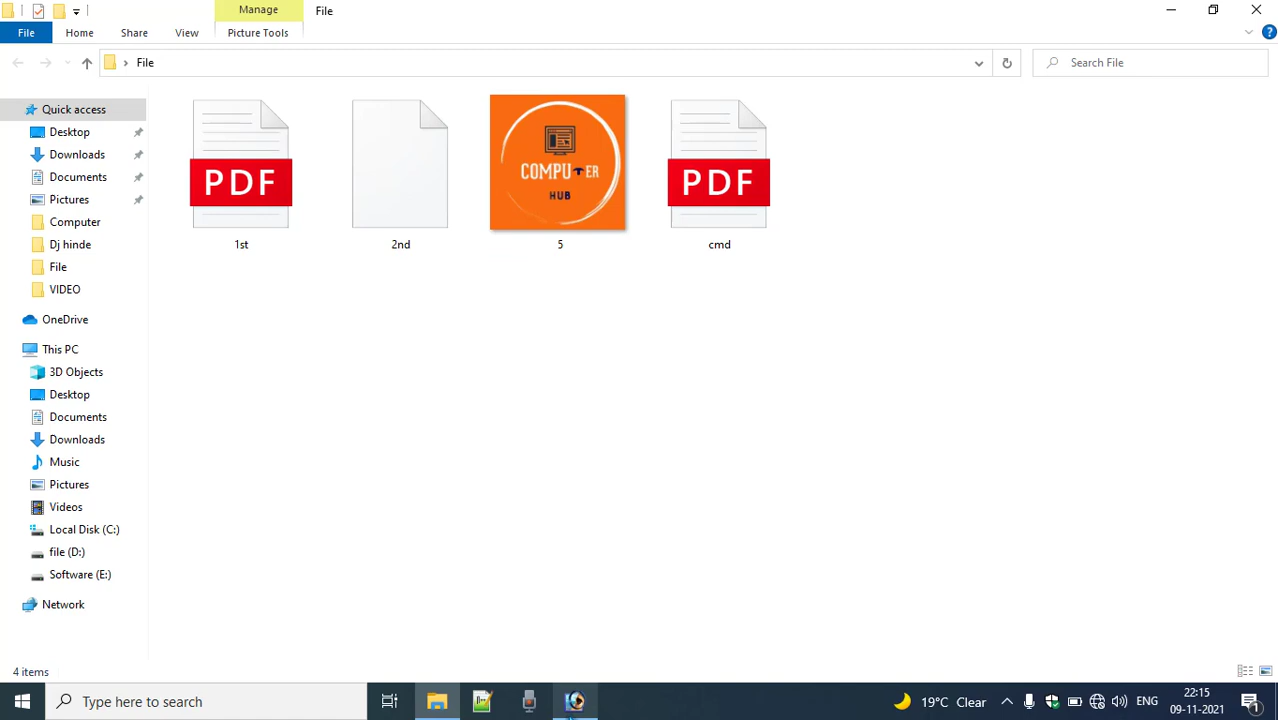 Manage
File
File
Home
Share
View
Picture Tools
File
Search File
Quick access
Desktop
Downloads
Documents
Pictures
Computer
Dj hinde
File
VIDEO
OneDrive
This PC
3D Objects
Desktop
Documents
Downloads
Music
Pictures
Videos
Local Disk (C:)
file (D:)
Software (E:)
Network
PDF
1st
2nd
COMPUTER
HUB
5
PDF
cmd
4 items
Type here to search
19°C Clear
ENG
22:15
09-11-2021
1